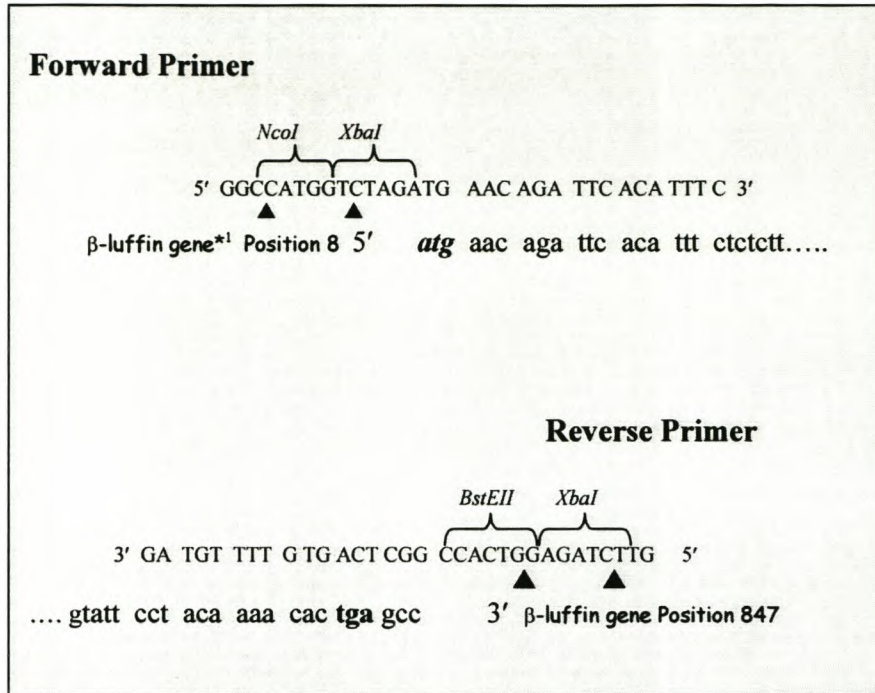 Forward Primer
NcoI XbaI
5' GGCCATGGTCTAGATG AAC AGA TTC ACA TTT C 3'
β-luffin gene*1 Position 8 5' atg aac aga ttc aca ttt ctctctt.....
Reverse Primer
BstEII XbaI
3' GA TGT TTT G TG ACT CGG CCACTGGAGATCTTG 5'
.... gtatt cct aca aaa cac tga gcc 3' β-luffin gene Position 847